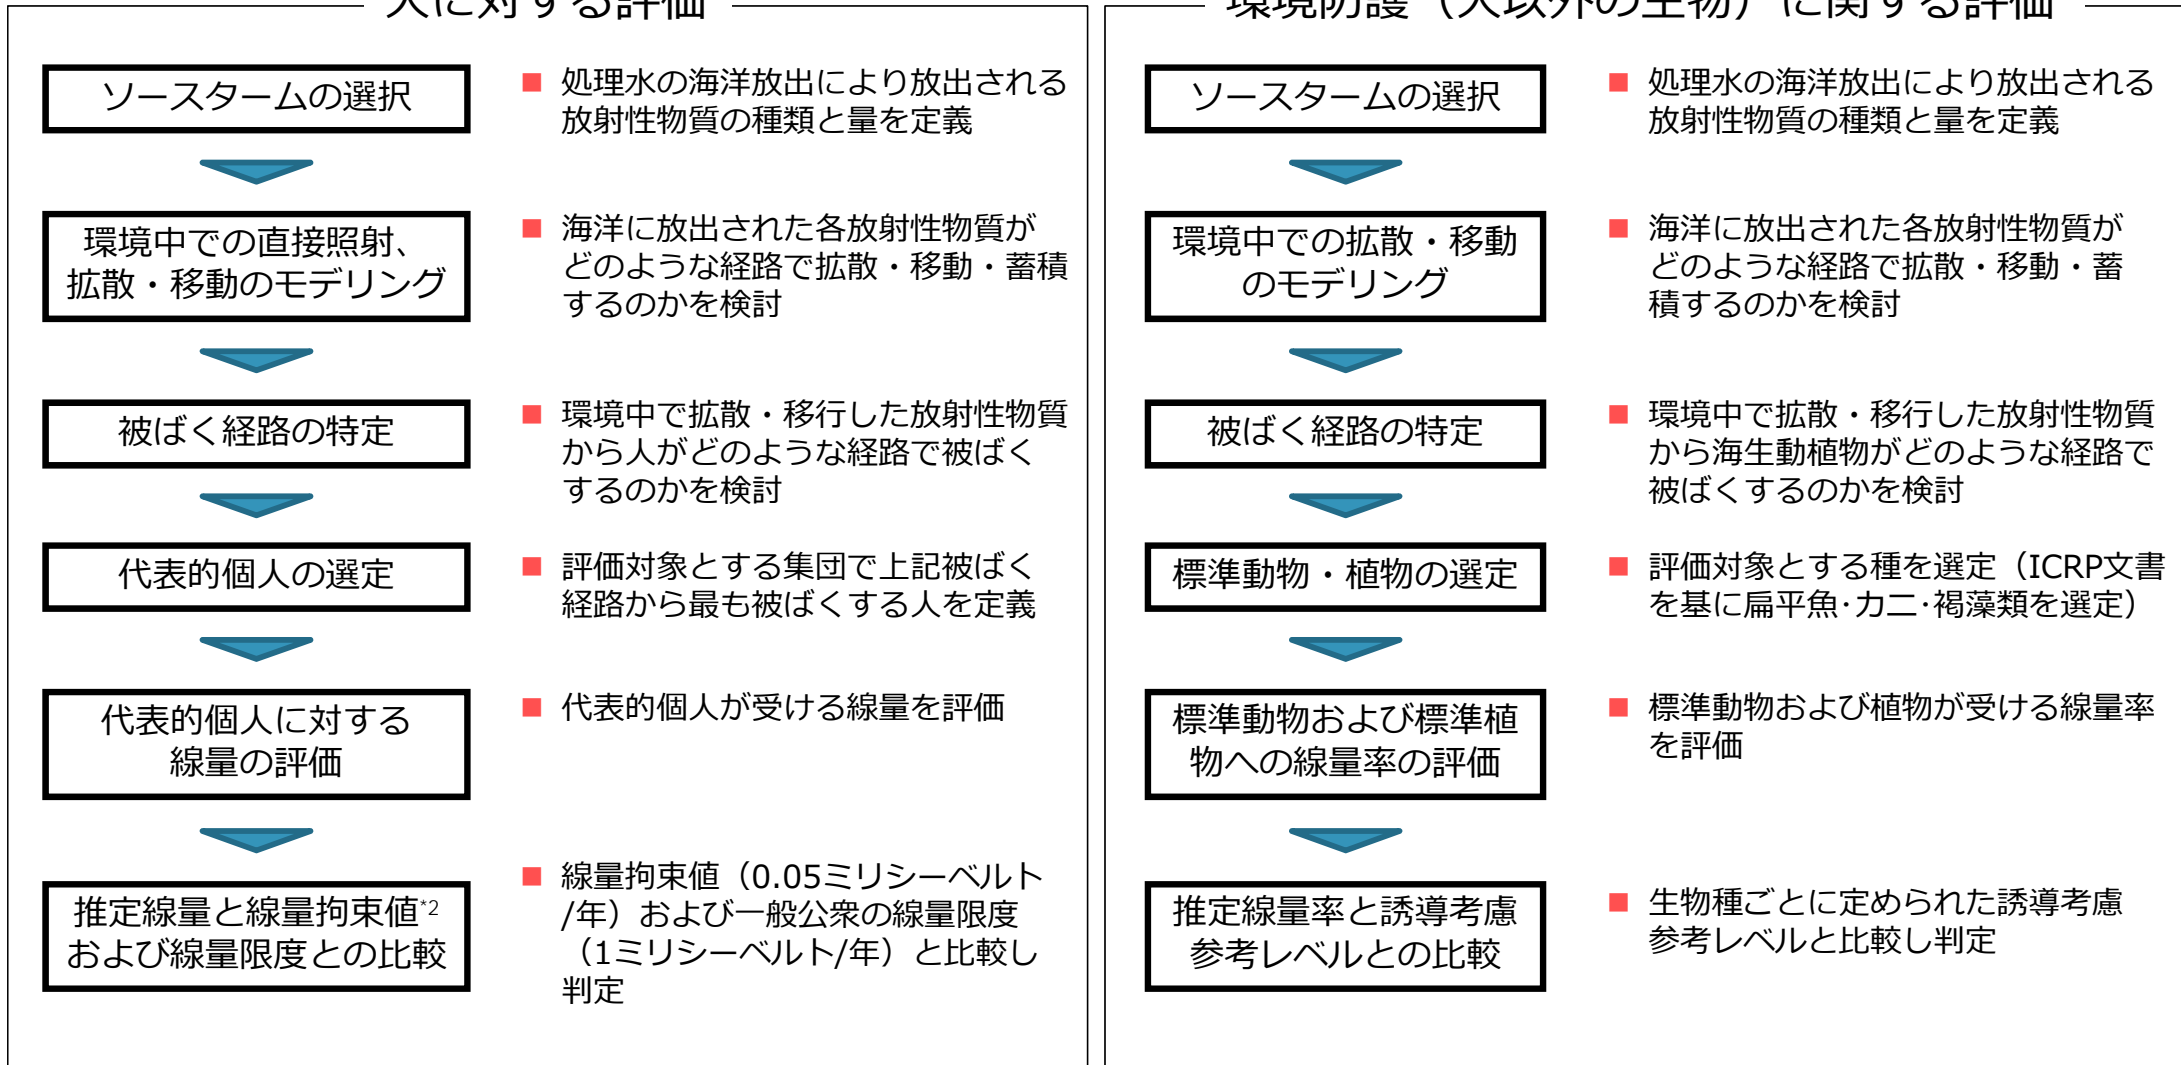 人に対する評価
ソースタームの選択
■ 処理水の海洋放出により放出される
放射性物質の種類と量を定義
環境中での直接照射、
拡散・移動のモデリング
■ 海洋に放出された各放射性物質が
どのような経路で拡散・移動・蓄積
するのかを検討
被ばく経路の特定
■ 環境中で拡散・移行した放射性物質
から人がどのような経路で被ばく
するのかを検討
代表的個人の選定
■ 評価対象とする集団で上記被ばく
経路から最も被ばくする人を定義
代表的個人に対する
線量の評価
■ 代表的個人が受ける線量を評価
推定線量と線量拘束値*2
および線量限度との比較
■ 線量拘束値（0.05ミリシーベルト
/年）および一般公衆の線量限度
（1ミリシーベルト/年）と比較し
判定
環境防護（人以外の生物）に関する評価
ソースタームの選択
■ 処理水の海洋放出により放出される
放射性物質の種類と量を定義
環境中での拡散・移動
のモデリング
■ 海洋に放出された各放射性物質が
どのような経路で拡散・移動・蓄
積するのかを検討
被ばく経路の特定
■ 環境中で拡散・移行した放射性物質
から海生動植物がどのような経路で
被ばくするのかを検討
標準動物・植物の選定
■ 評価対象とする種を選定（ICRP文書
を基に扁平魚･カニ･褐藻類を選定）
標準動物および標準植
物への線量率の評価
■ 標準動物および植物が受ける線量率
を評価
推定線量率と誘導考慮
参考レベルとの比較
■ 生物種ごとに定められた誘導考慮
参考レベルと比較し判定